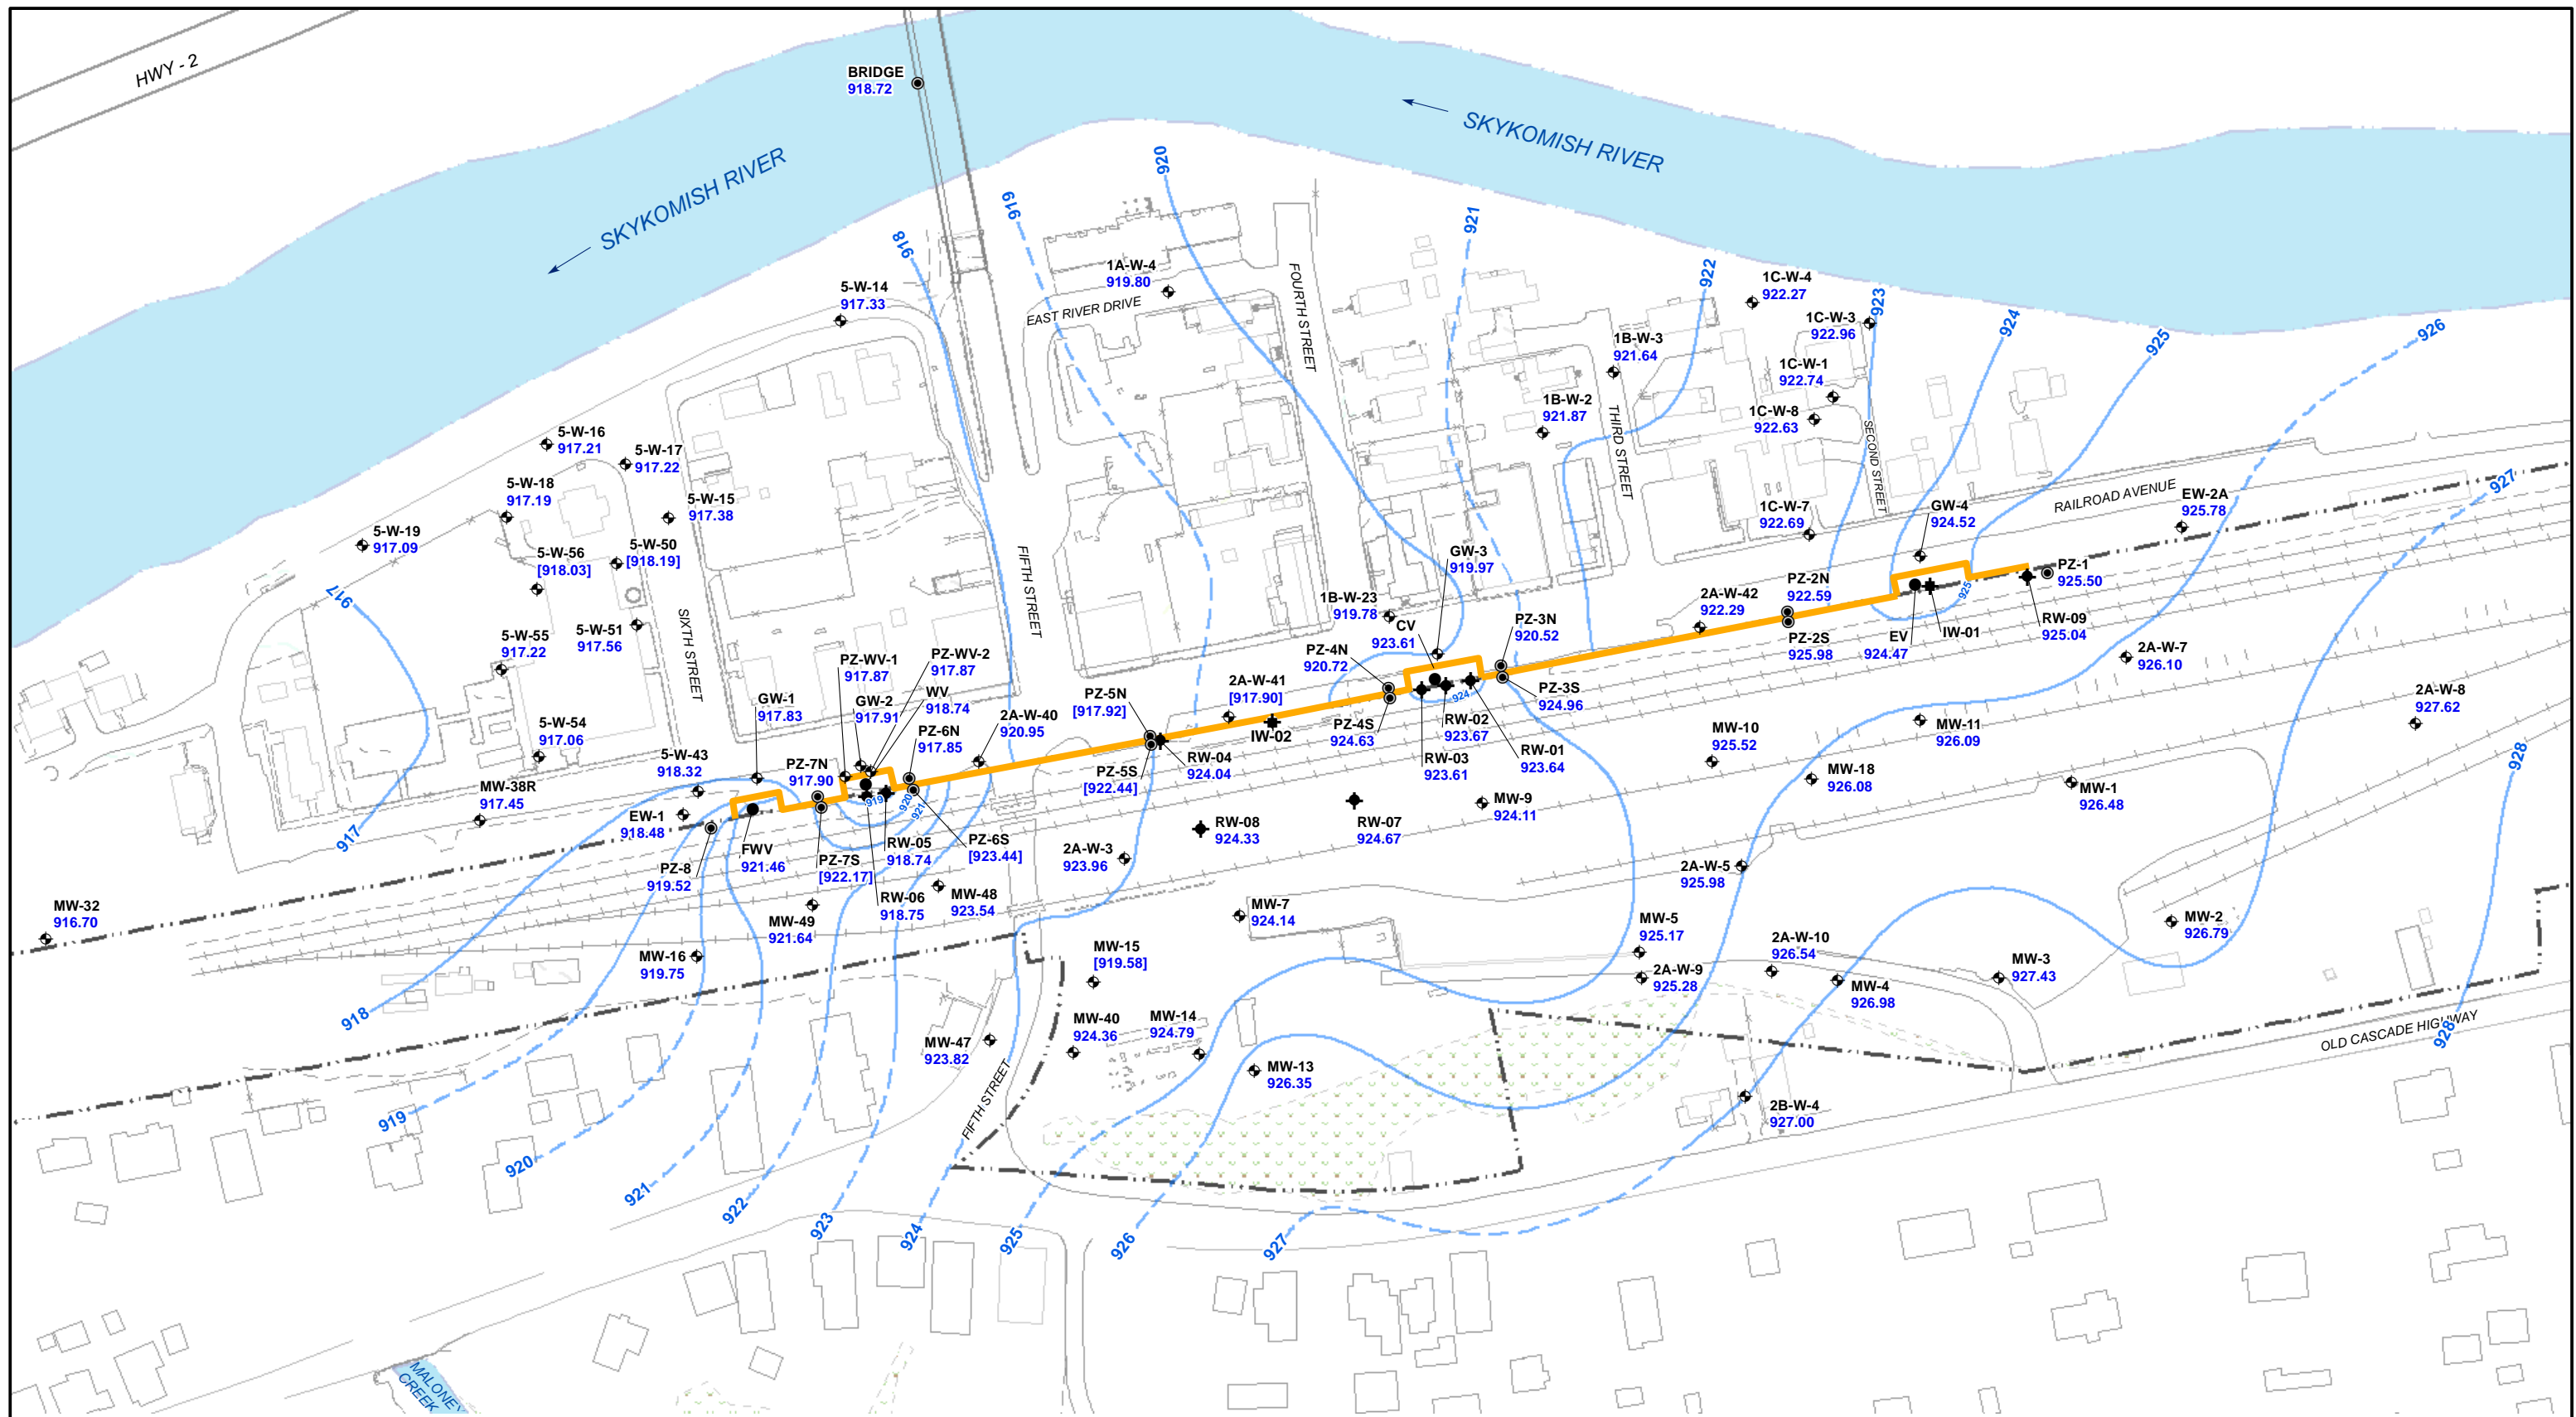 HWY - 2
BRIDGE
918.72
SKYKOMISH RIVER
SKYKOMISH RIVER
920
919
918
921
922
923
924
925
926
927
1A-W-4
919.80
EAST RIVER DRIVE
FOURTH STREET
5-W-14
917.33
1C-W-4
922.27
1C-W-3
922.96
1B-W-3
921.64
1C-W-1
922.74
1B-W-2
921.87
1C-W-8
922.63
THIRD STREET
SECOND STREET
5-W-16
917.21
5-W-17
917.22
5-W-18
917.19
5-W-15
917.38
5-W-19
917.09
5-W-56
[918.03]
5-W-50
[918.19]
917
5-W-51
917.56
5-W-55
917.22
SIXTH STREET
FIFTH STREET
1C-W-7
922.69
GW-4
924.52
RAILROAD AVENUE
EW-2A
925.78
GW-3
919.97
1B-W-23
919.78
CV
923.61
PZ-3N
920.52
2A-W-42
922.29
PZ-2N
922.59
PZ-2S
925.98
EV
924.47
IW-01
925
PZ-1
925.50
RW-09
925.04
2A-W-7
926.10
2A-W-8
927.62
PZ-4N
920.72
PZ-WV-1
917.87
PZ-WV-2
917.87
WV
918.74
GW-1
917.83
GW-2
917.91
PZ-6N
917.85
2A-W-40
920.95
PZ-5N
[917.92]
2A-W-41
[917.90]
IW-02
PZ-4S
924.63
924
RW-02
923.67
RW-03
923.61
RW-01
923.64
PZ-3S
924.96
MW-10
925.52
MW-11
926.09
5-W-54
917.06
5-W-43
918.32
PZ-7N
917.90
PZ-5S
[922.44]
RW-04
924.04
MW-38R
917.45
EW-1
918.48
919
920
921
RW-08
924.33
RW-07
924.67
MW-9
924.11
MW-18
926.08
MW-1
926.48
928
917
PZ-8
919.52
FWV
921.46
PZ-7S
[922.17]
RW-05
918.74
PZ-6S
[923.44]
2A-W-3
923.96
2A-W-5
925.98
RW-06
918.75
MW-48
923.54
MW-49
921.64
MW-32
916.70
MW-7
924.14
MW-5
925.17
2A-W-10
926.54
MW-2
926.79
MW-16
919.75
MW-15
[919.58]
2A-W-9
925.28
MW-4
926.98
MW-3
927.43
918
MW-47
923.82
MW-40
924.36
MW-14
924.79
MW-13
926.35
OLD CASCADE HIGHWAY
928
FIFTH STREET
2B-W-4
927.00
919
920
921
922
923
924
925
926
927
MALONEY
CREEK